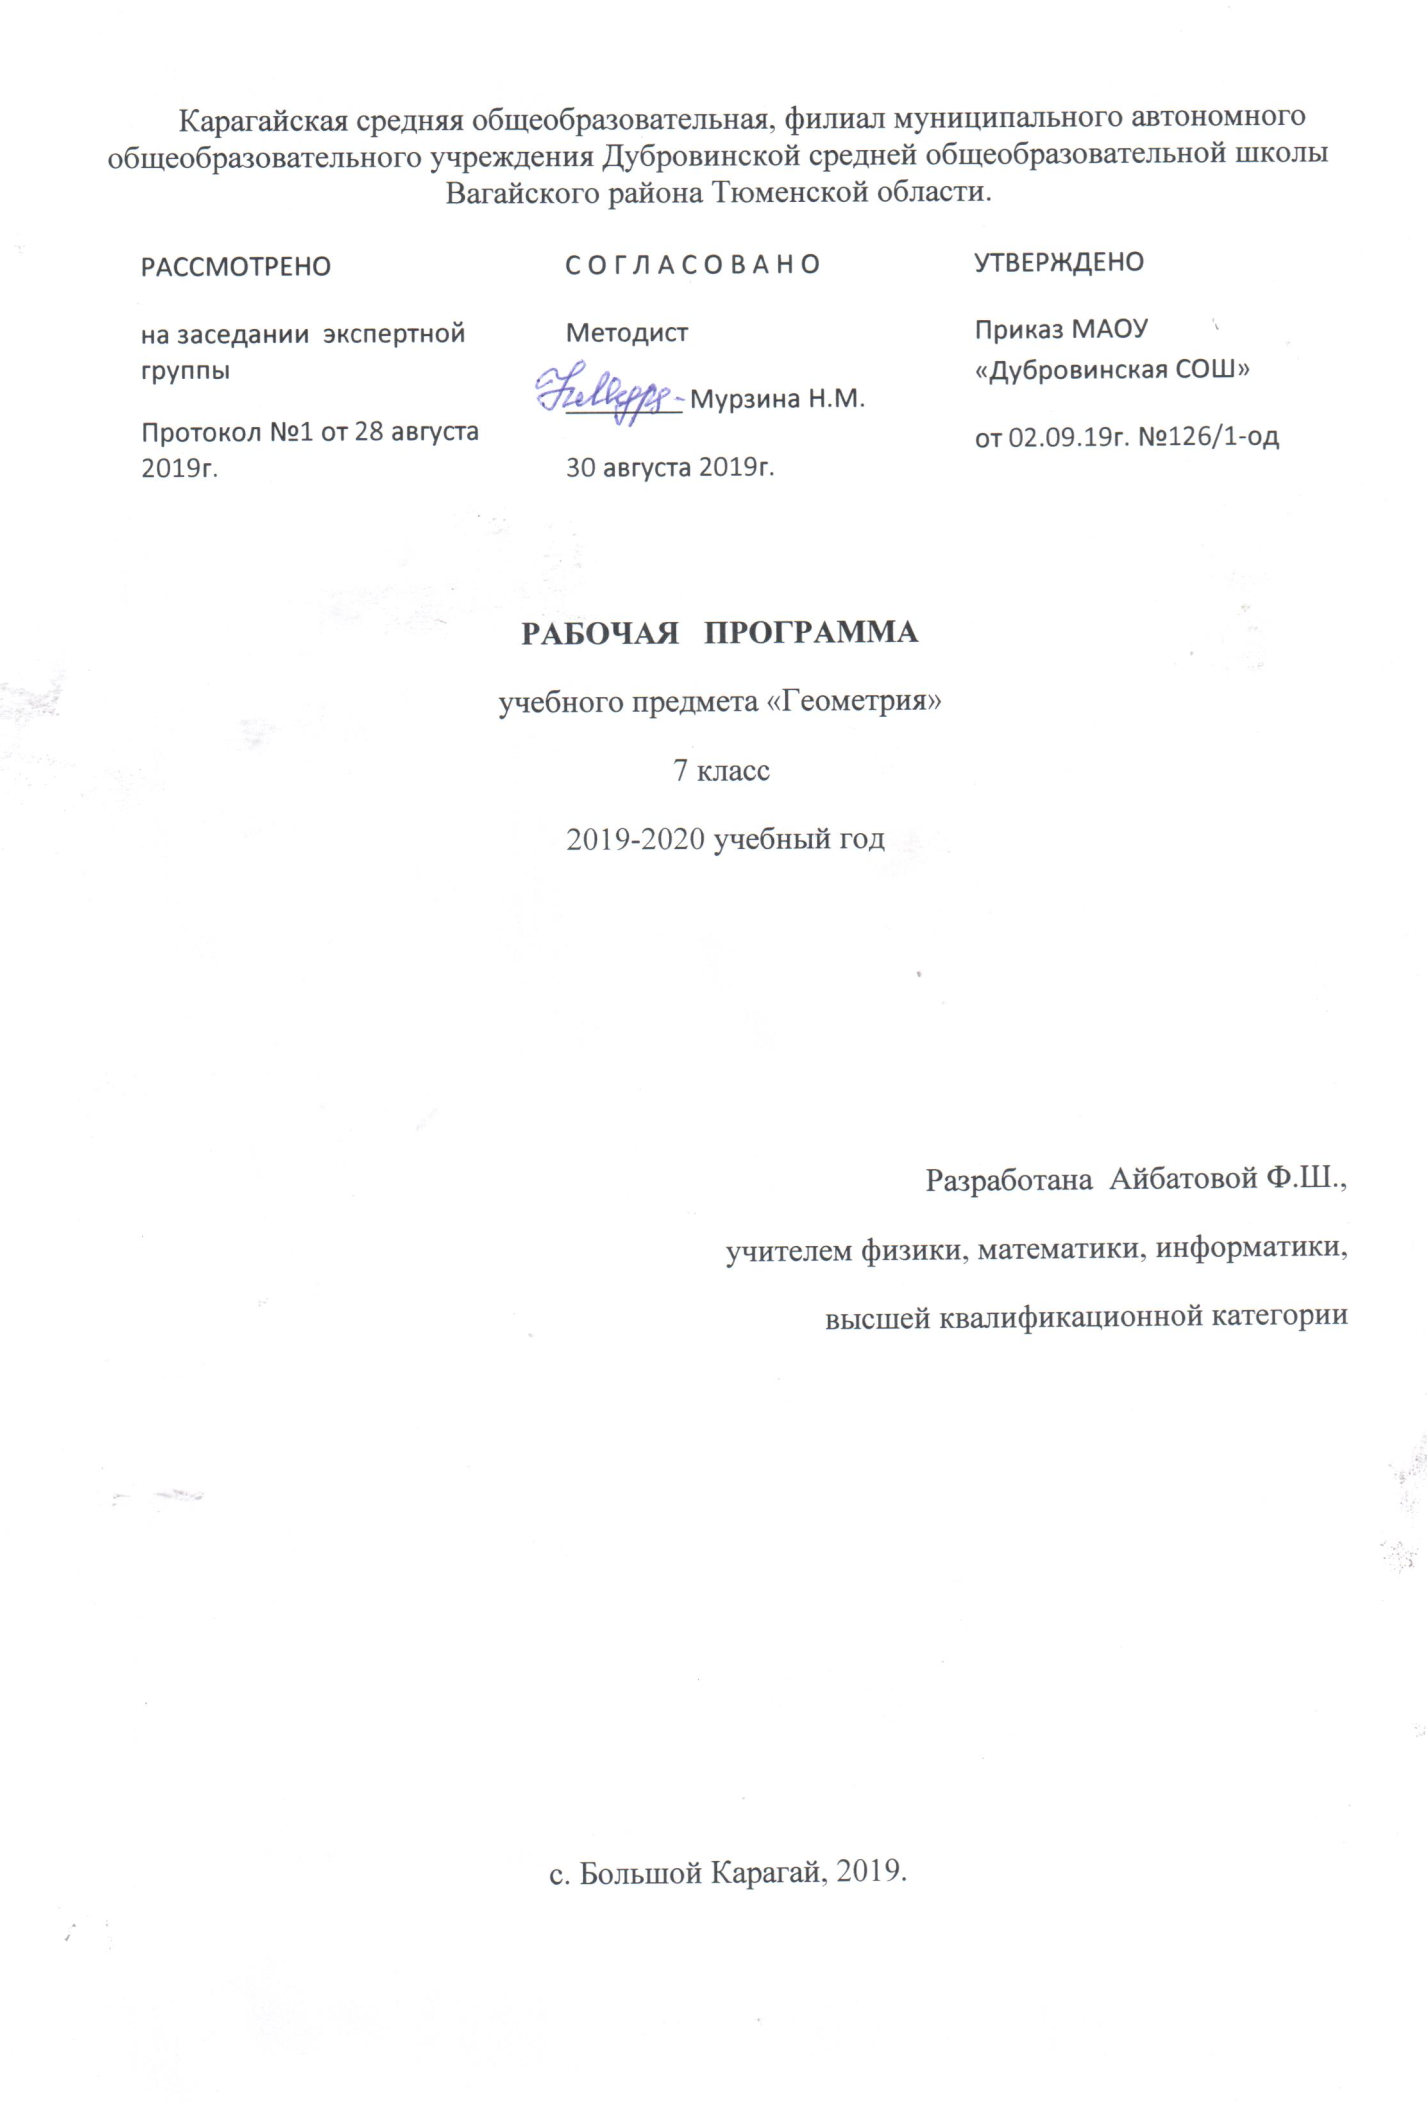 Карагайская средняя общеобразовательная, филиал муниципального автономного
общеобразовательного учреждения Дубровинской средней общеобразовательной школы
Вагайского района Тюменской области.
РАССМОТРЕНО
на заседании экспертной
группы
Протокол №1 от 28 августа
2019г.
С О Г Л А С О В А Н О
Методист
________ Мурзина Н.М.
30 августа 2019г.
УТВЕРЖДЕНО
Приказ МАОУ
«Дубровинская СОШ»
от 02.09.19г. №126/1-од
РАБОЧАЯ ПРОГРАММА
учебного предмета «Геометрия»
7 класс
2019-2020 учебный год
Разработана Айбатовой Ф.Ш.,
учителем физики, математики, информатики,
высшей квалификационной категории
с. Большой Карагай, 2019.